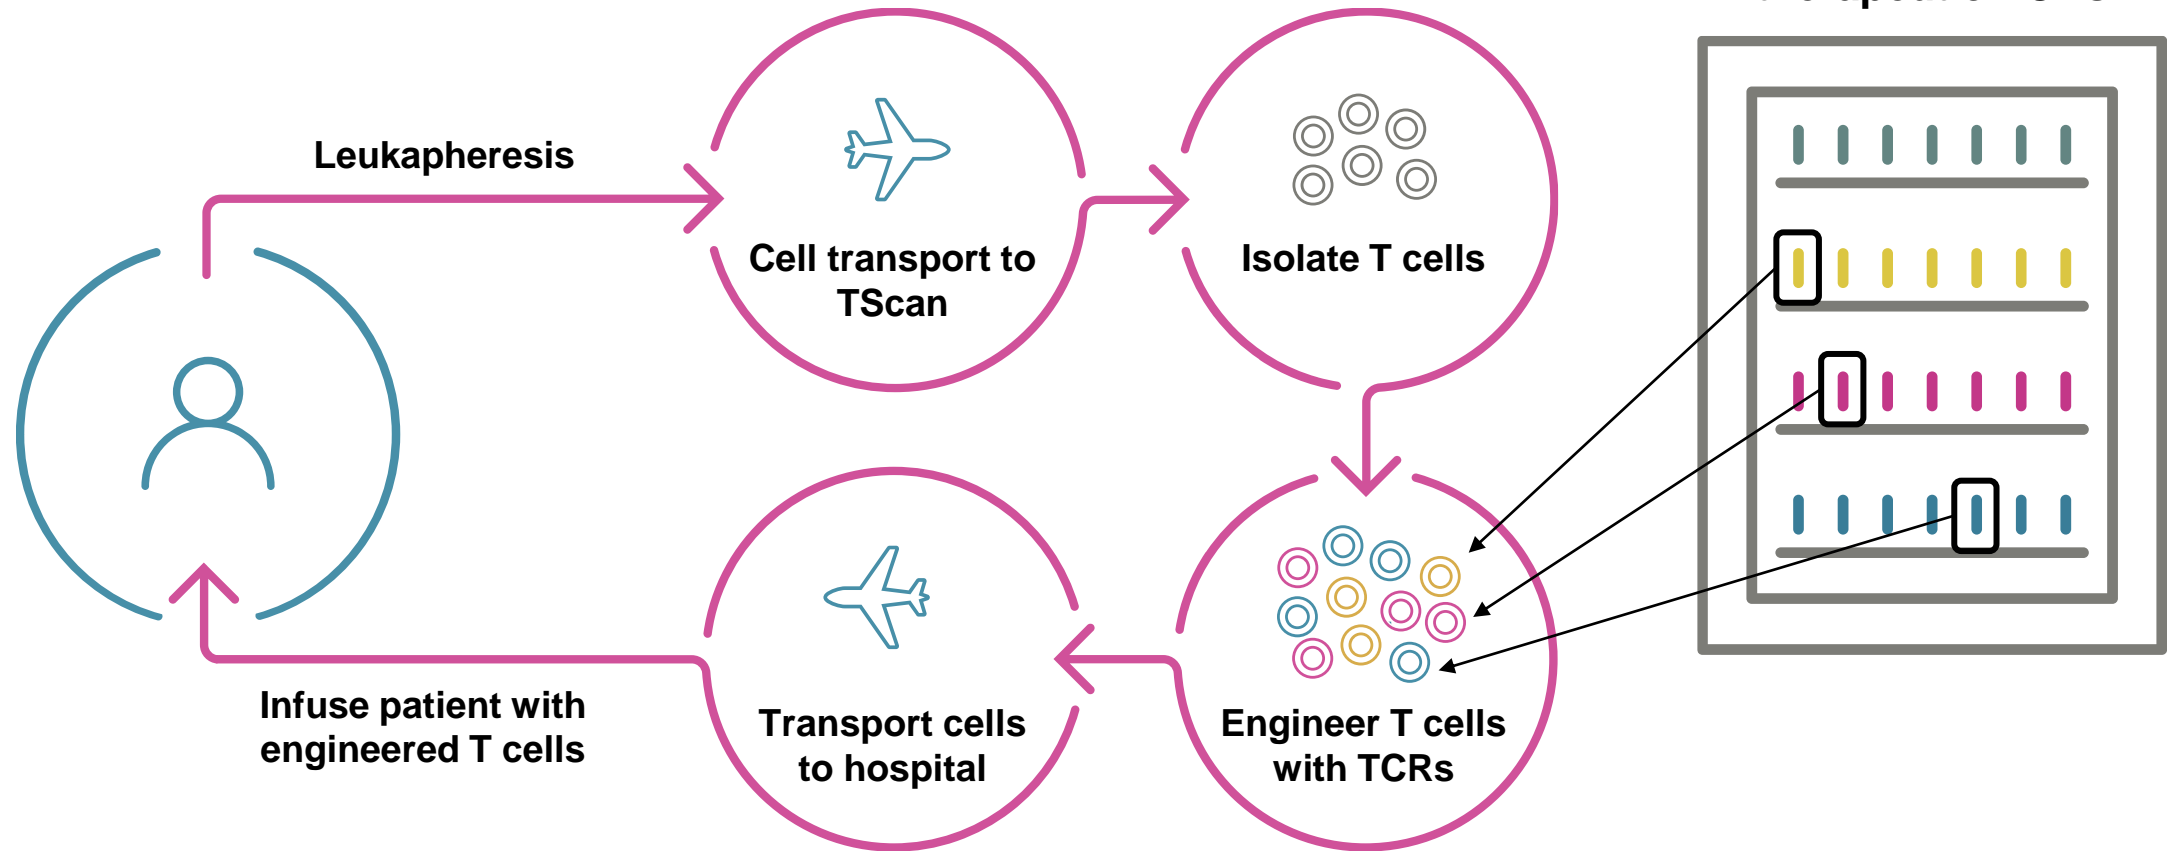 Leukapheresis
Cell transport to
TScan
Isolate T cells
Engineer T cells
with TCRs
Transport cells
to hospital
Infuse patient with
engineered T cells